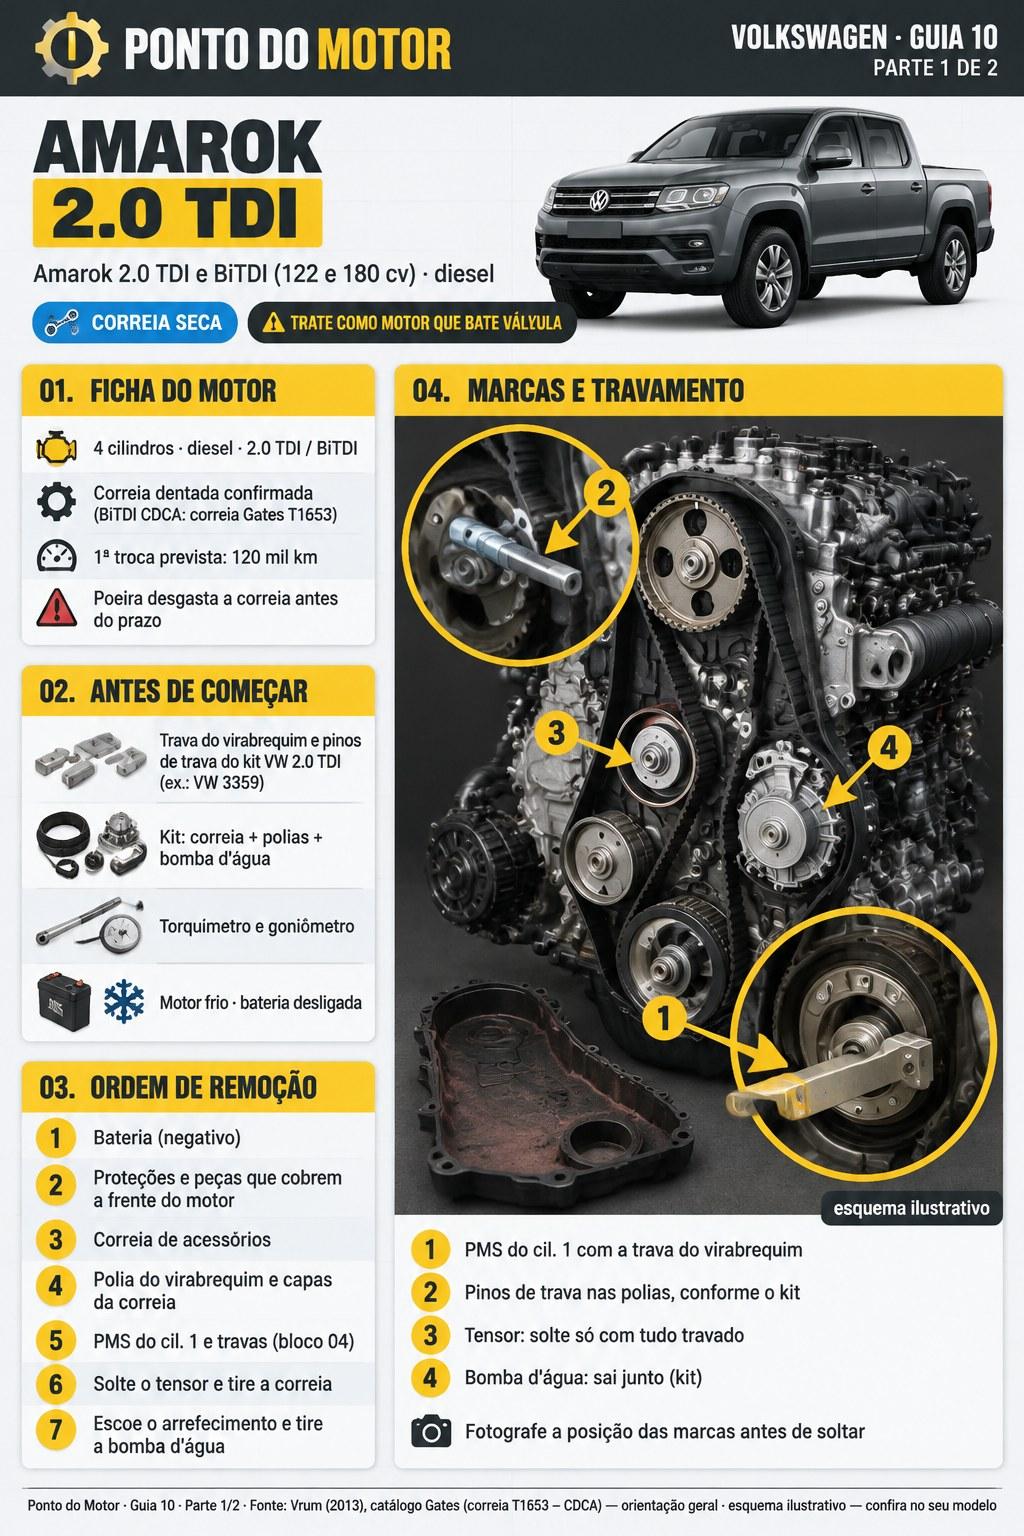 PONTO DO MOTOR
VOLKSWAGEN · GUIA 10
PARTE 1 DE 2
AMAROK
2.0 TDI
Amarok 2.0 TDI e BiTDI (122 e 180 cv) · diesel
CORREIA SECA
TRATE COMO MOTOR QUE BATE VÁLYULA
01. FICHA DO MOTOR
4 cilindros · diesel · 2.0 TDI / BiTDI
Correia dentada confirmada
(BiTDI CDCA: correia Gates T1653)
1ª troca prevista: 120 mil km
Poeira desgasta a correia antes
do prazo
02. ANTES DE COMEÇAR
Trava do virabrequim e pinos
de trava do kit VW 2.0 TDI
(ex.: VW 3359)
Kit: correia + polias +
bomba d'água
Torquímetro e goniômetro
Motor frio · bateria desligada
03. ORDEM DE REMOÇÃO
1 Bateria (negativo)
2 Proteções e peças que cobrem
a frente do motor
3 Correia de acessórios
4 Polia do virabrequim e capas
da correia
5 PMS do cil. 1 e travas (bloco 04)
6 Solte o tensor e tire a correia
7 Escoe o arrefecimento e tire
a bomba d'água
04. MARCAS E TRAVAMENTO
2
3
4
1
esquema ilustrativo
1 PMS do cil. 1 com a trava do virabrequim
2 Pinos de trava nas polias, conforme o kit
3 Tensor: solte só com tudo travado
4 Bomba d'água: sai junto (kit)
Fotografe a posição das marcas antes de soltar
Ponto do Motor · Guia 10 · Parte 1/2 · Fonte: Vrum (2013), catálogo Gates (correia T1653 – CDCA) — orientação geral · esquema ilustrativo — confira no seu modelo